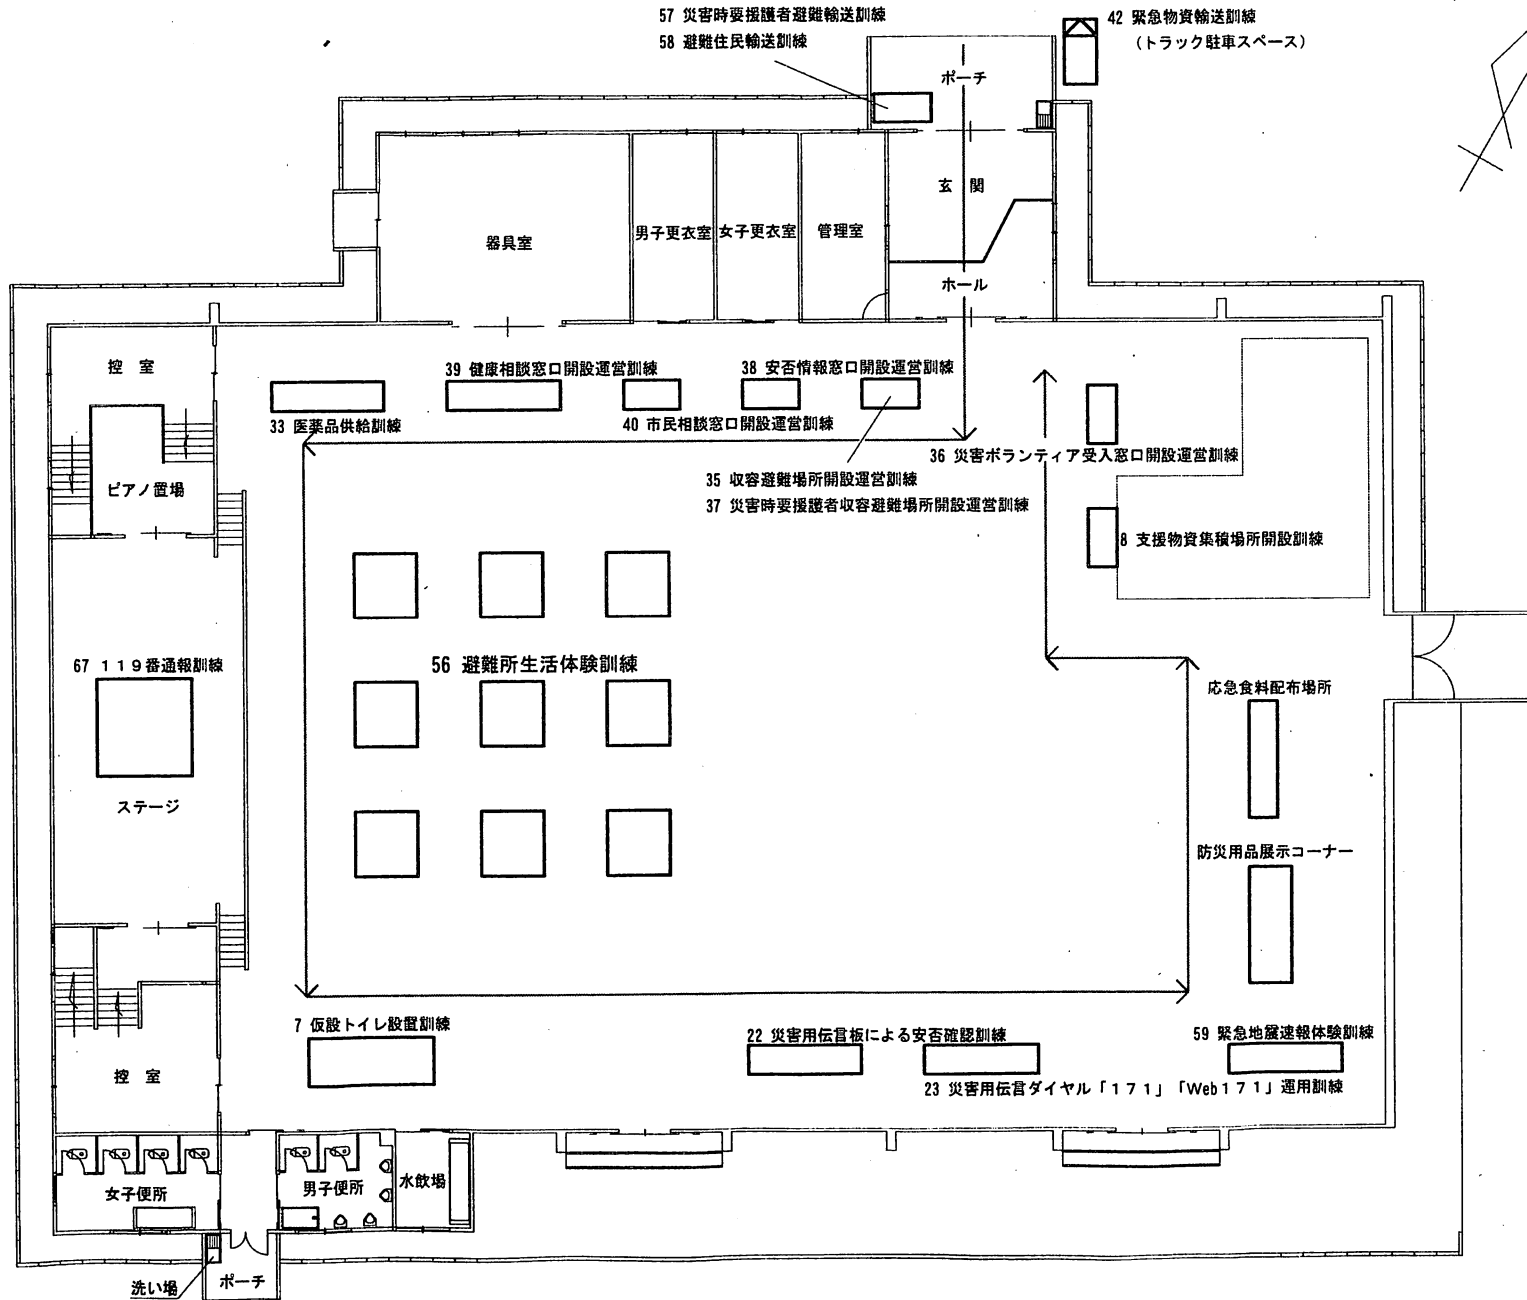 57 災害時要援護者避難輸送訓練
58 避難住民輸送訓練
42 緊急物資輸送訓練
(トラック駐車スペース)
ポーチ
玄 関
器具室
男子更衣室
女子更衣室
管理室
ホール
控 室
39 健康相談窓口開設運営訓練
38 安否情報窓口開設運営訓練
33 医薬品供給訓練
40 市民相談窓口開設運営訓練
36 災害ボランティア受入窓口開設運営訓練
35 収容避難場所開設運営訓練
37 災害時要援護者収容避難場所開設運営訓練
ピアノ置場
8 支援物資集積場所開設訓練
67 119番通報訓練
56 避難所生活体験訓練
応急食料配布場所
ステージ
防災用品展示コーナー
7 仮設トイレ設置訓練
22 災害用伝言板による安否確認訓練
59 緊急地震速報体験訓練
23 災害用伝言ダイヤル「171」「Web171」運用訓練
控 室
女子便所
男子便所
水飲場
洗い場
ポーチ